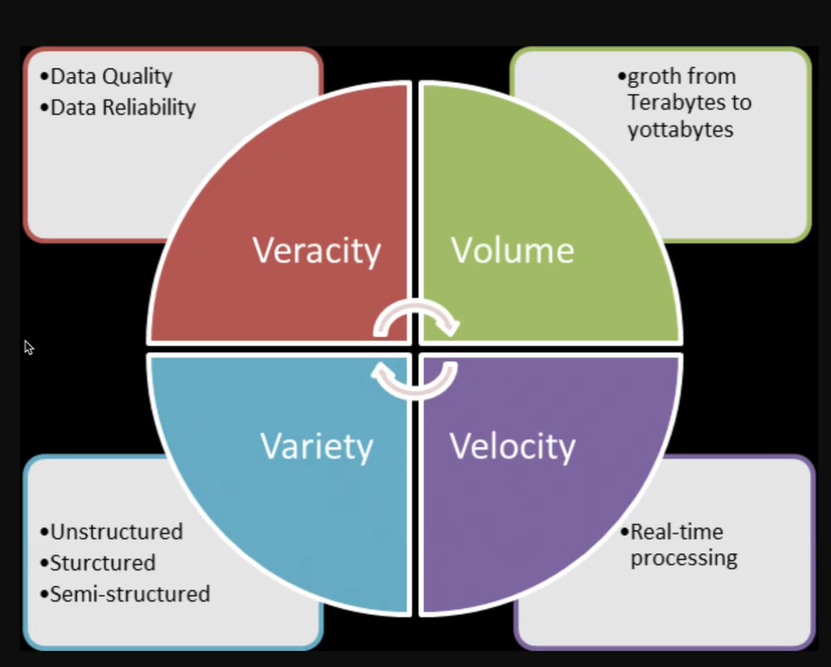 •Data Quality
•Data Reliability
•groth from
Terabytes to
yottabytes
Veracity
Volume
Variety
Velocity
•Unstructured
•Sturctured
•Semi-structured
•Real-time
processing